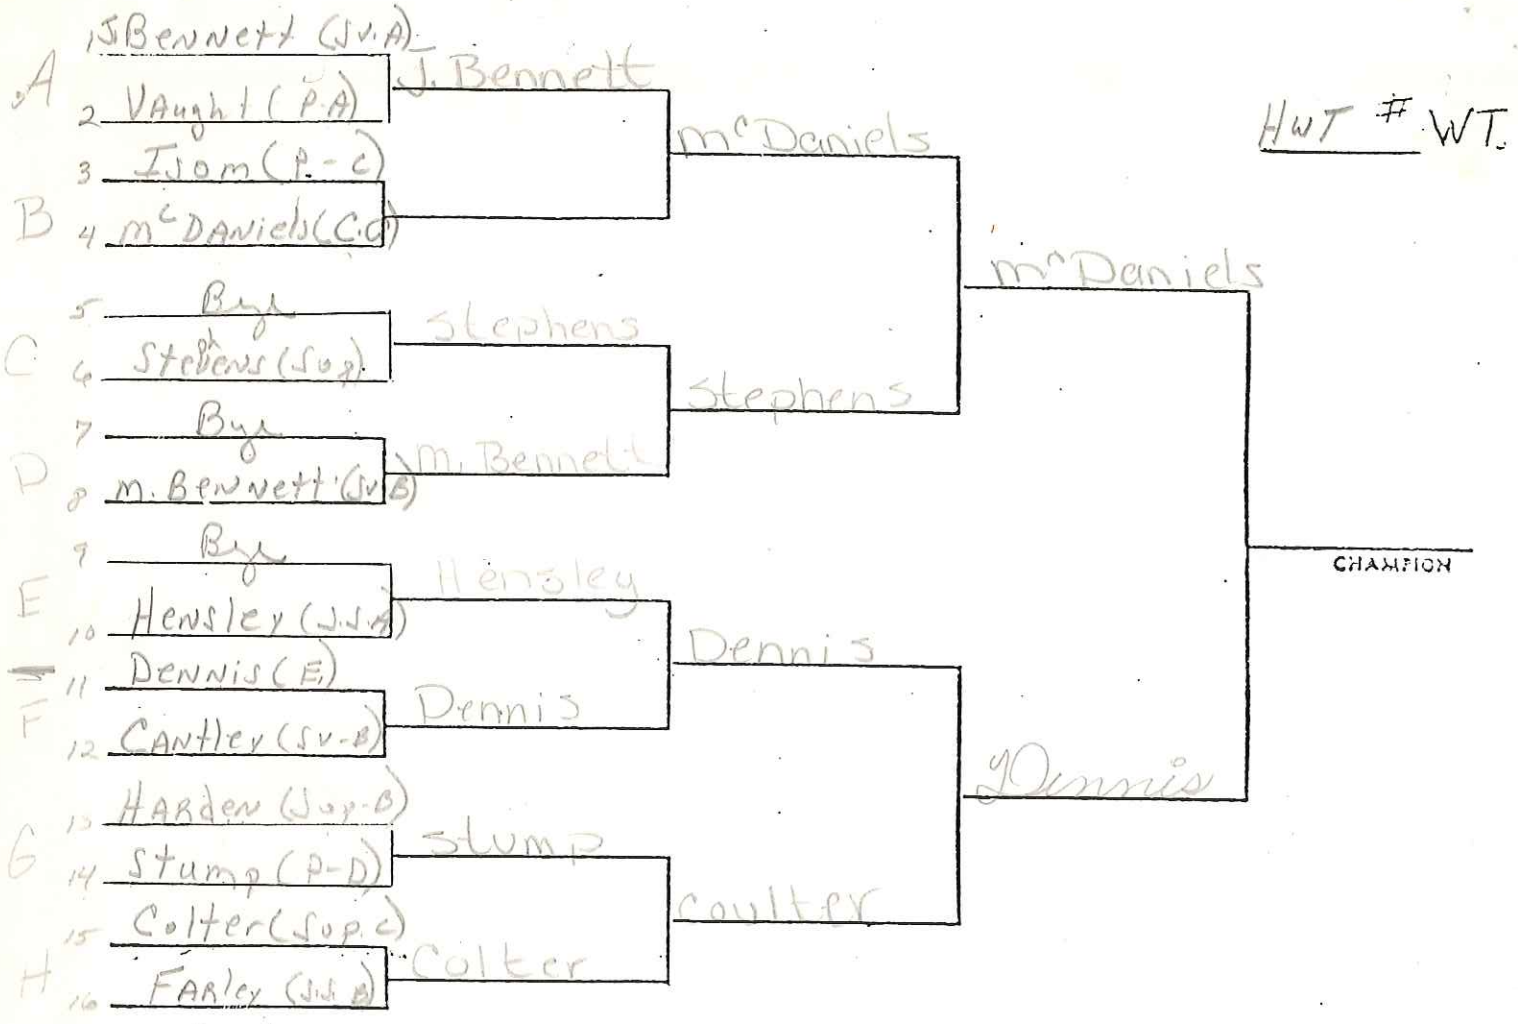 1 J. Bennett (Sv. A)
A
J. Bennett
2 Vaught (P. A)
HWT # WT.
McDaniels
3 Isom (P. - C)
B
4 McDaniels (C.C.)
McDaniels
5 Bye
Stephens
C
6 Stephens (Sup)
Stephens
7 Bye
D
M. Bennett
8 M. Bennett (Sv B)
9 Bye
CHAMPION
Hensley
E
10 Hensley (J.J.A)
Dennis
11 Dennis (E.)
F
Dennis
12 Cantley (SV-B)
Dennis
13 Harden (Sup-B)
Stump
G
14 Stump (P-D)
Coulter
15 Colter (Sup. C)
H
Colter
16 Farley (J.J. B)